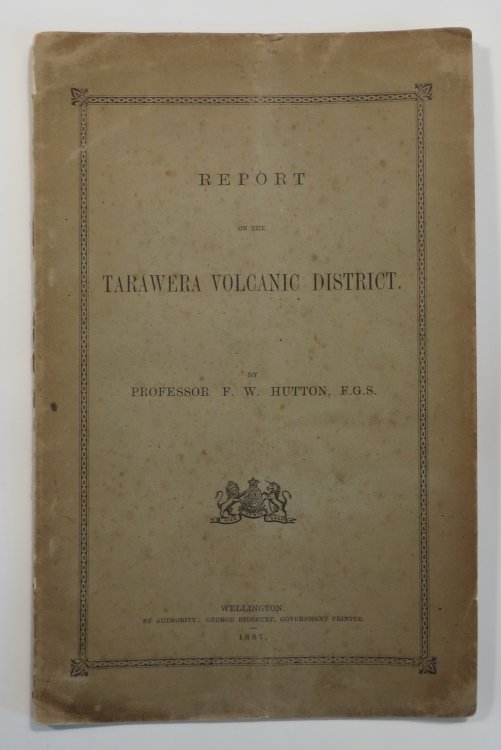 REPORT
ON THE
TARAWERA VOLCANIC DISTRICT.
BY
PROFESSOR F. W. HUTTON, F.G.S.
WELLINGTON.
BY AUTHORITY: GEORGE DIDSBURY, GOVERNMENT PRINTER.
1887.